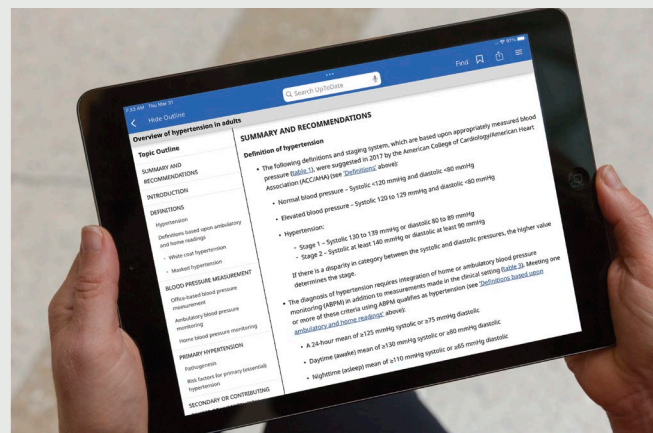 7:33 AM Thu Mar 31
97%
Hide Outline
Search UpToDate
Find
Overview of hypertension in adults
Topic Outline
SUMMARY AND
RECOMMENDATIONS
INTRODUCTION
DEFINITIONS
Hypertension
Definitions based upon ambulatory
and home readings
• White coat hypertension
• Masked hypertension
BLOOD PRESSURE MEASUREMENT
Office-based blood pressure
measurement
Ambulatory blood pressure
monitoring
Home blood pressure monitoring
PRIMARY HYPERTENSION
Pathogenesis
Risk factors for primary (essential)
hypertension
SECONDARY OR CONTRIBUTING
SUMMARY AND RECOMMENDATIONS
Definition of hypertension
• The following definitions and staging system, which are based upon appropriately measured blood
pressure (table 1), were suggested in 2017 by the American College of Cardiology/American Heart
Association (ACC/AHA) (see 'Definitions' above):
• Normal blood pressure – Systolic <120 mmHg and diastolic <80 mmHg
• Elevated blood pressure – Systolic 120 to 129 mmHg and diastolic <80 mmHg
• Hypertension:
- Stage 1 – Systolic 130 to 139 mmHg or diastolic 80 to 89 mmHg
- Stage 2 – Systolic at least 140 mmHg or diastolic at least 90 mmHg
If there is a disparity in category between the systolic and diastolic pressures, the higher value
determines the stage.
• The diagnosis of hypertension requires integration of home or ambulatory blood pressure
monitoring (ABPM) in addition to measurements made in the clinical setting (table 3). Meeting one
or more of these criteria using ABPM qualifies as hypertension (see 'Definitions based upon
ambulatory and home readings' above):
• A 24-hour mean of ≥125 mmHg systolic or ≥75 mmHg diastolic
• Daytime (awake) mean of ≥130 mmHg systolic or ≥80 mmHg diastolic
• Nighttime (asleep) mean of ≥110 mmHg systolic or ≥65 mmHg diastolic